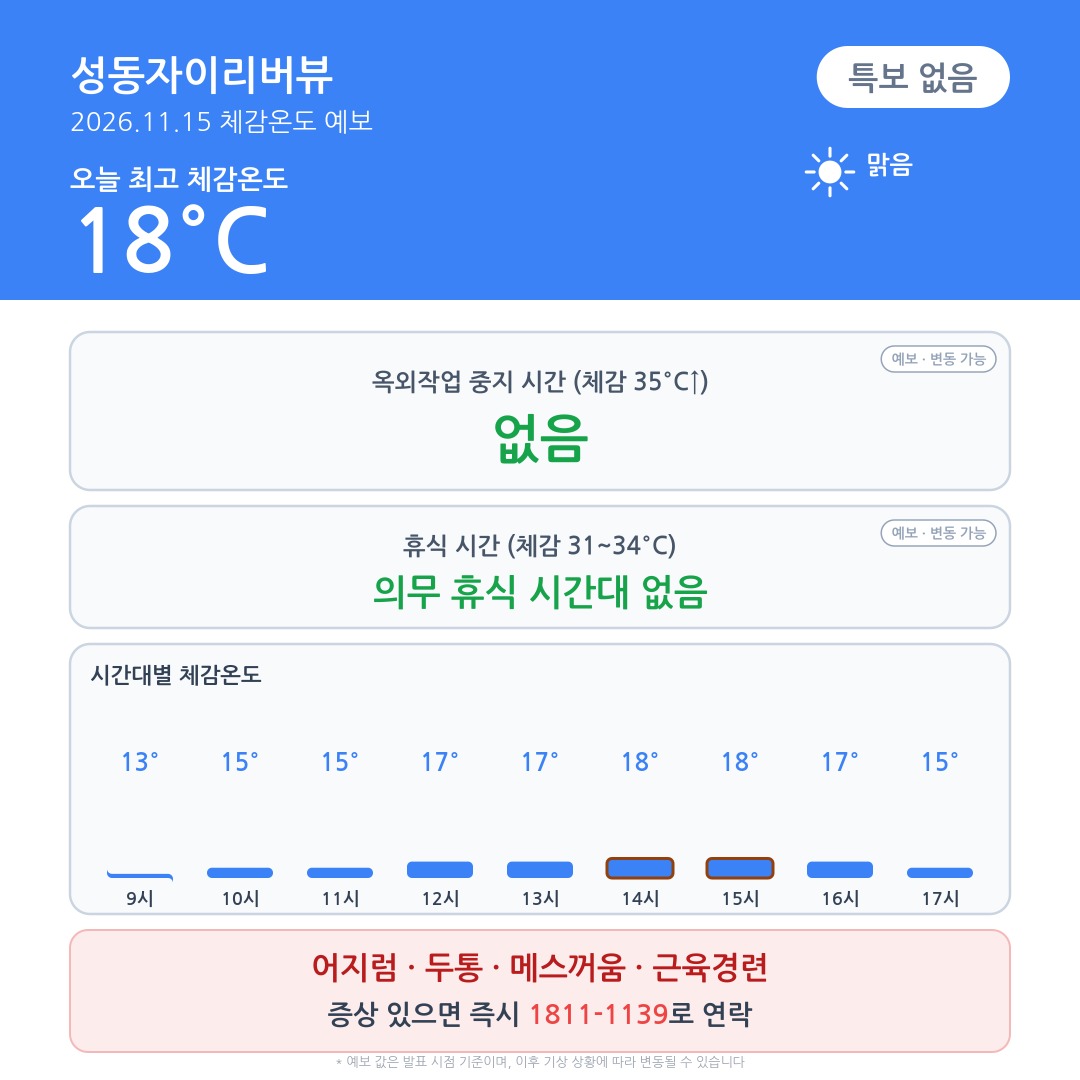 성동자이리버뷰
특보 없음
2026.11.15 체감온도 예보
맑음
오늘 최고 체감온도
18°C
예보 · 변동 가능
옥외작업 중지 시간 (체감 35°C↑)
없음
예보 · 변동 가능
휴식 시간 (체감 31~34°C)
의무 휴식 시간대 없음
시간대별 체감온도
13° 15° 15° 17° 17° 18° 18° 17° 15°
9시 10시 11시 12시 13시 14시 15시 16시 17시
어지럼 · 두통 · 메스꺼움 · 근육경련
증상 있으면 즉시 1811-1139로 연락
* 예보 값은 발표 시점 기준이며, 이후 기상 상황에 따라 변동될 수 있습니다